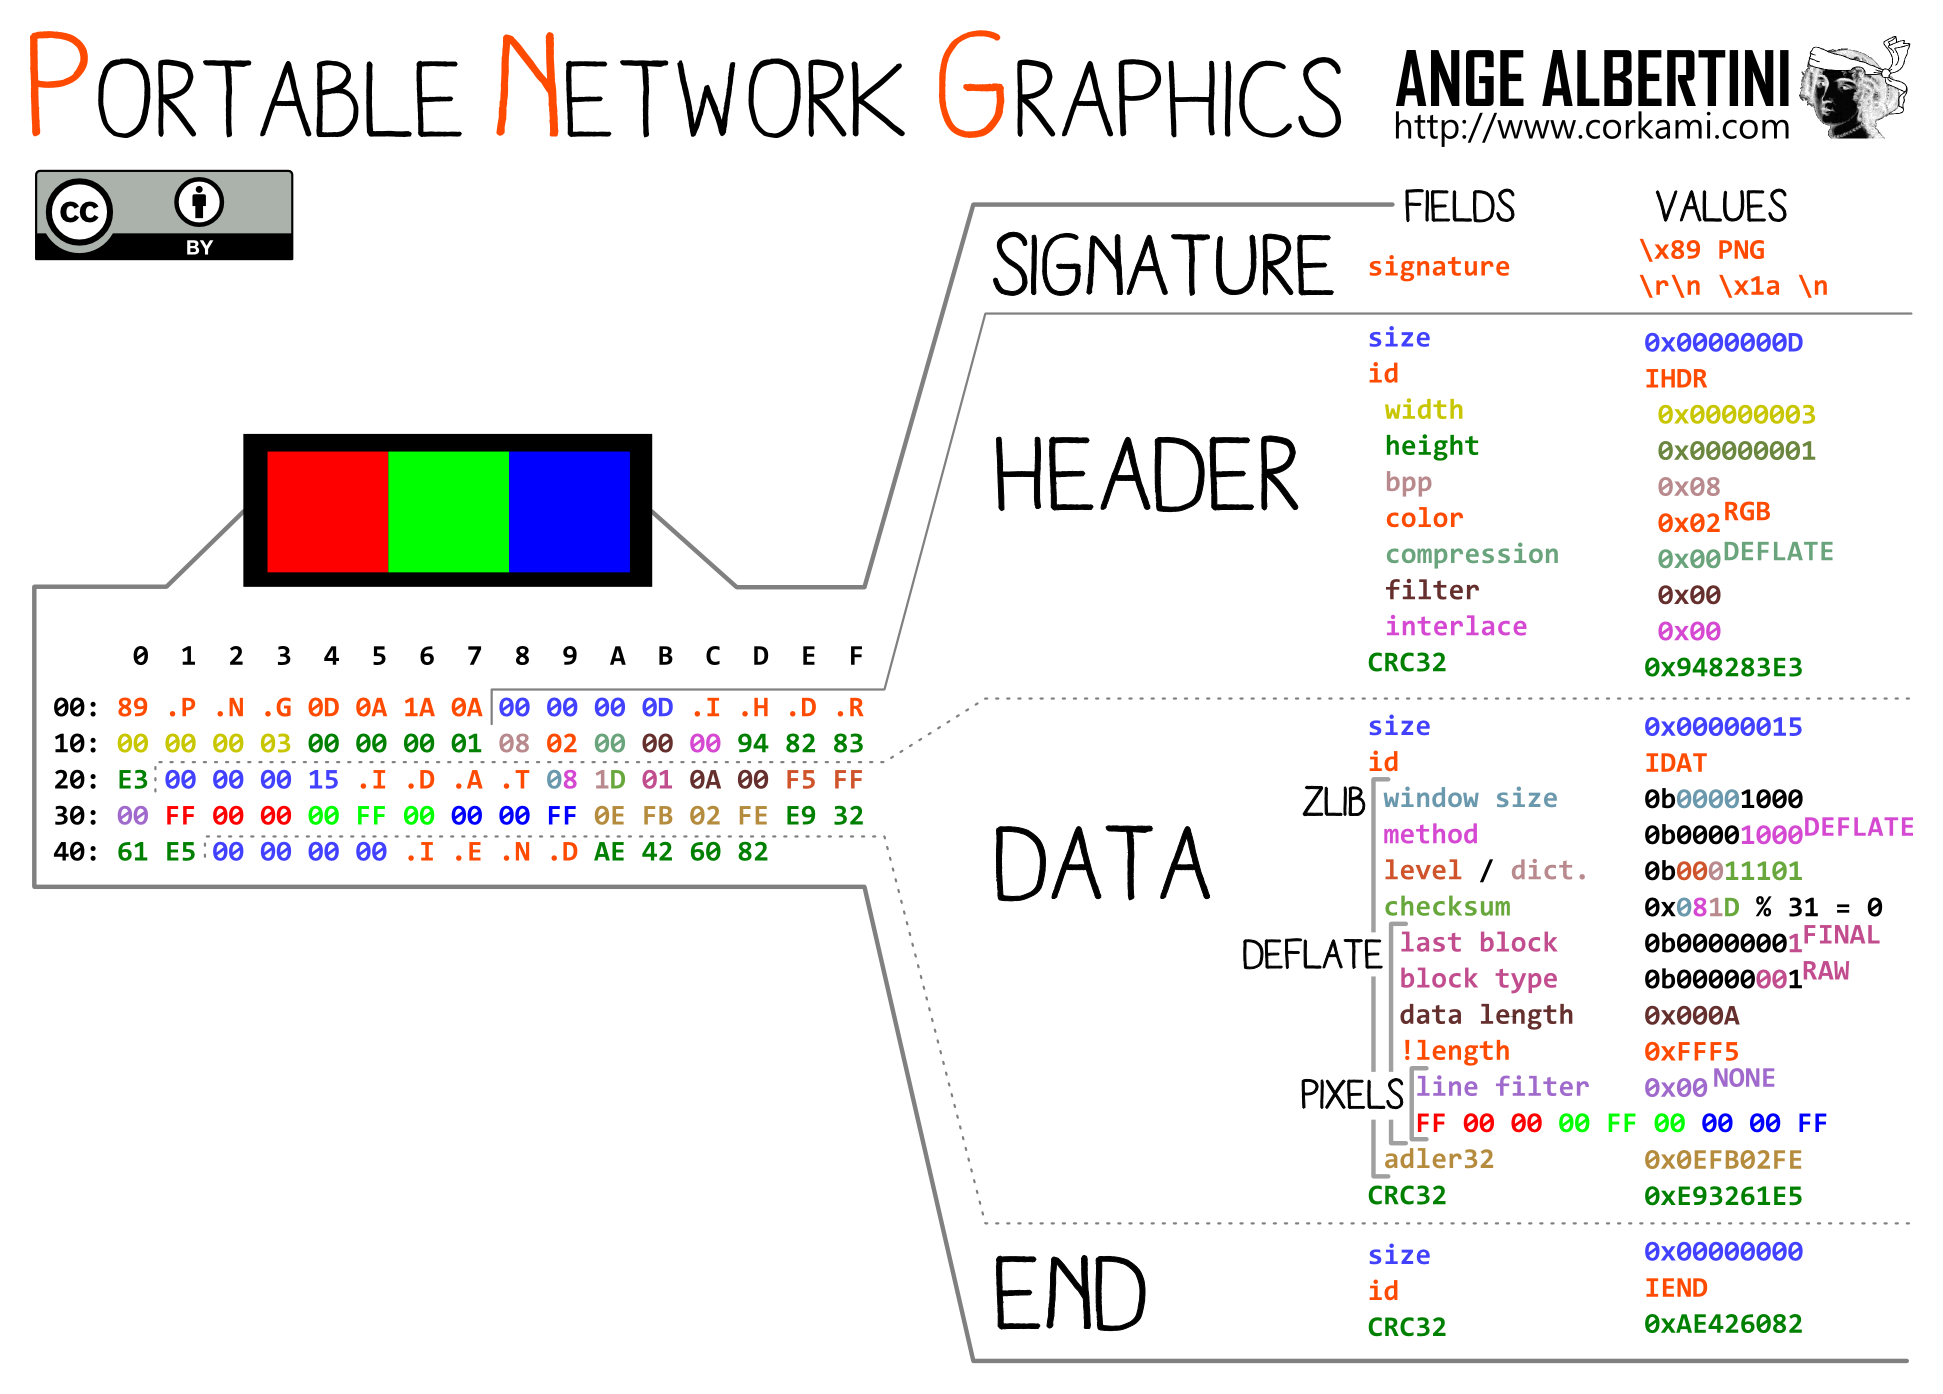 PORTABLE NETWORK GRAPHICS
ANGE ALBERTINI
http://www.corkami.com
CC
BY
0 1 2 3 4 5 6 7 8 9 A B C D E F
00: 89 .P .N .G 0D 0A 1A 0A 00 00 00 0D .I .H .D .R
10: 00 00 00 03 00 00 00 01 08 02 00 00 00 94 82 83
20: E3 00 00 00 15 .I .D .A .T 08 1D 01 0A 00 F5 FF
30: 00 FF 00 00 00 FF 00 00 00 FF 0E FB 02 FE E9 32
40: 61 E5 00 00 00 00 .I .E .N .D AE 42 60 82
FIELDS VALUES
SIGNATURE
signature \x89 PNG
\r\n \x1a \n
HEADER
size 0x0000000D
id IHDR
width 0x00000003
height 0x00000001
bpp 0x08
color 0x02 RGB
compression 0x00 DEFLATE
filter 0x00
interlace 0x00
CRC32 0x948283E3
DATA
size 0x00000015
id IDAT
ZLIB
window size 0b00001000
method 0b00001000 DEFLATE
level / dict. 0b00011101
checksum 0x081D % 31 = 0
DEFLATE
last block 0b00000001 FINAL
block type 0b00000001 RAW
data length 0x000A
!length 0xFFF5
PIXELS
line filter 0x00 NONE
FF 00 00 00 FF 00 00 00 FF
adler32 0x0EFB02FE
CRC32 0xE93261E5
END
size 0x00000000
id IEND
CRC32 0xAE426082